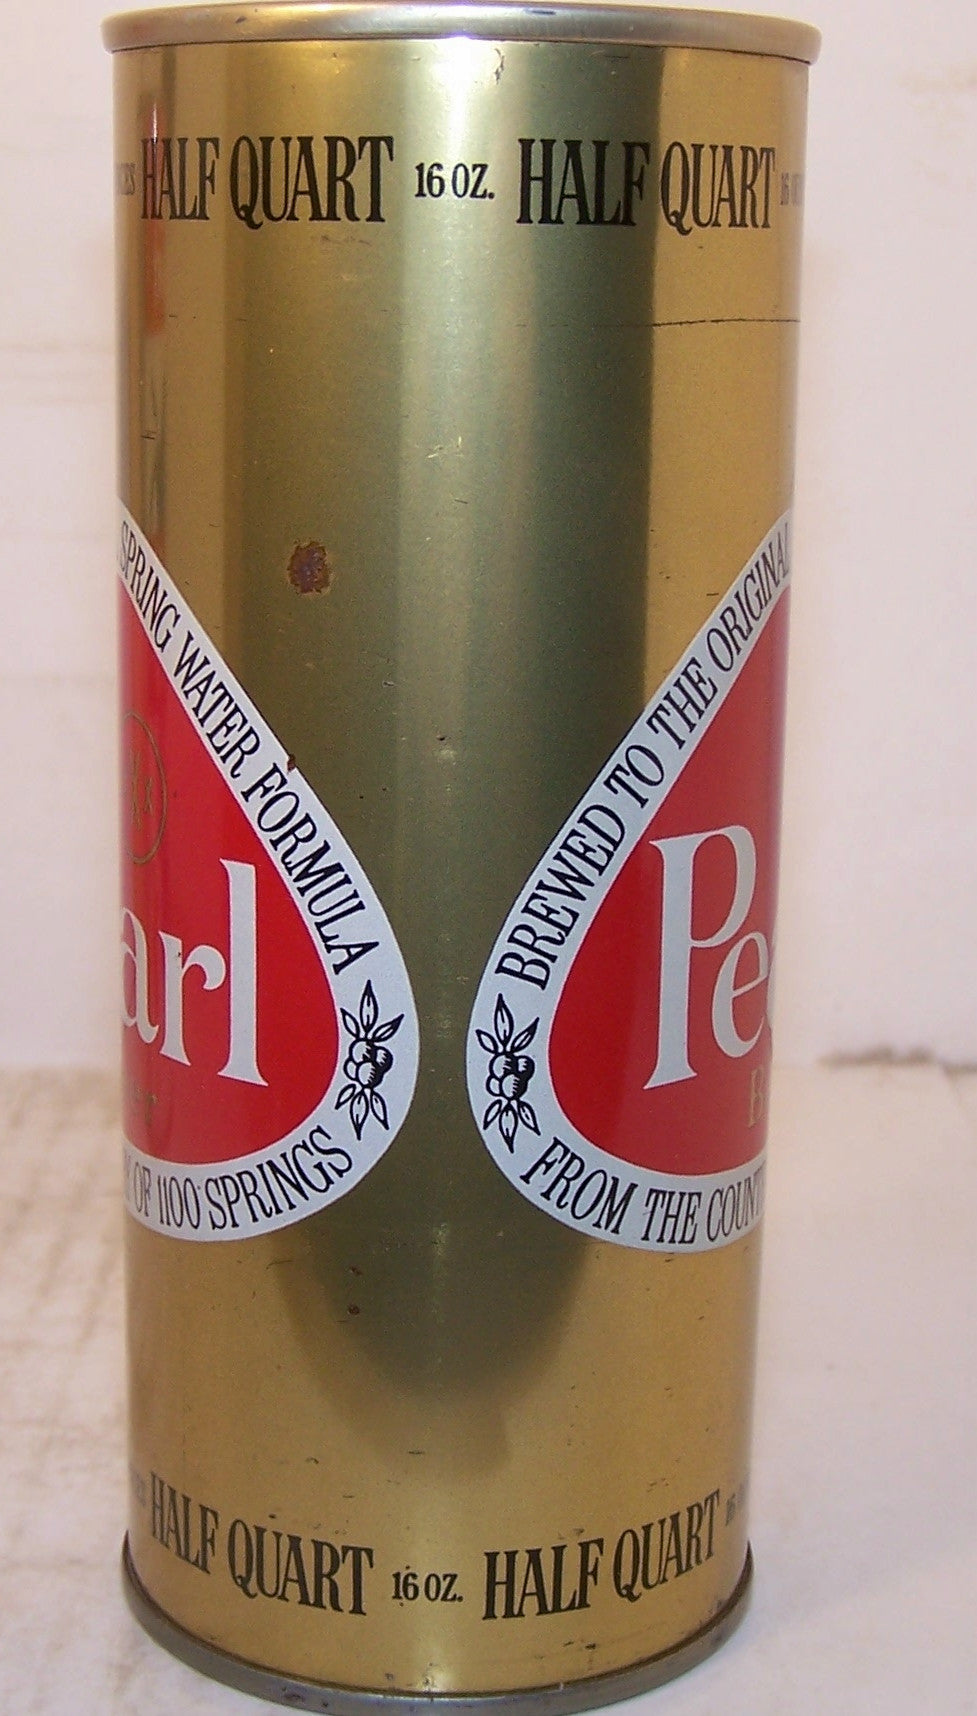 HALF QUART 16 OZ. HALF QUART
SPRING WATER FORMULA
arl
OF 1100 SPRINGS
BREWED TO THE ORIGINAL
Pe
FROM THE COUNT
HALF QUART 16 OZ. HALF QUART